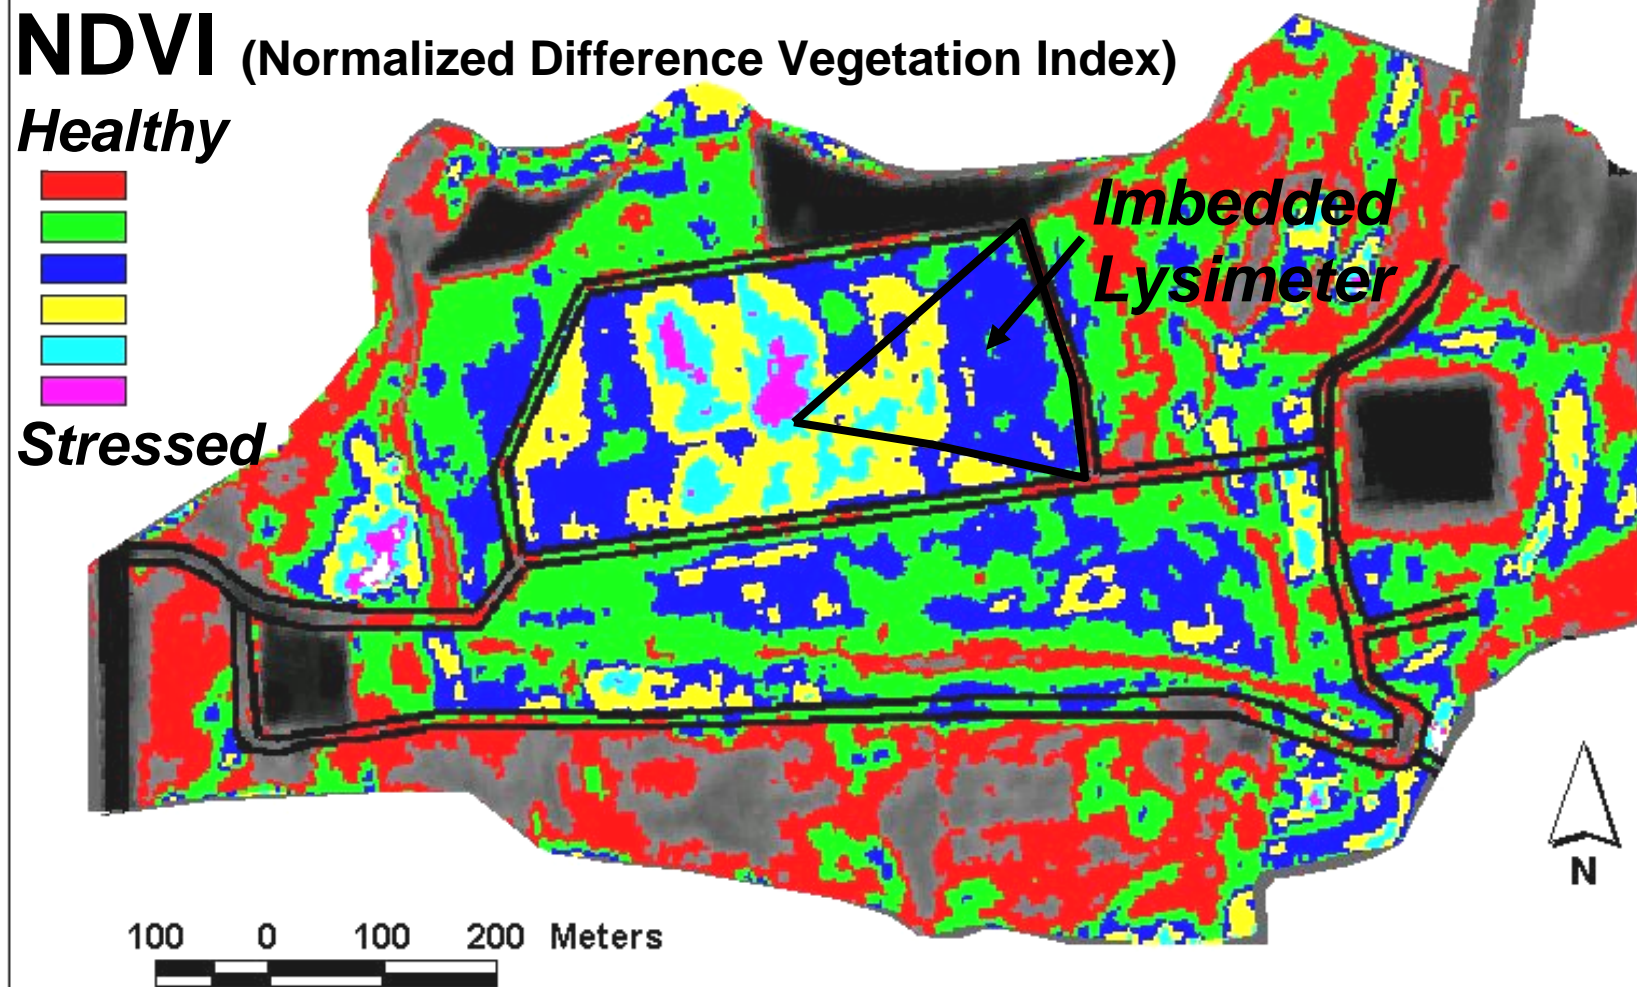 NDVI (Normalized Difference Vegetation Index)
Healthy
Stressed
Imbedded
Lysimeter
N
100 0 100 200 Meters